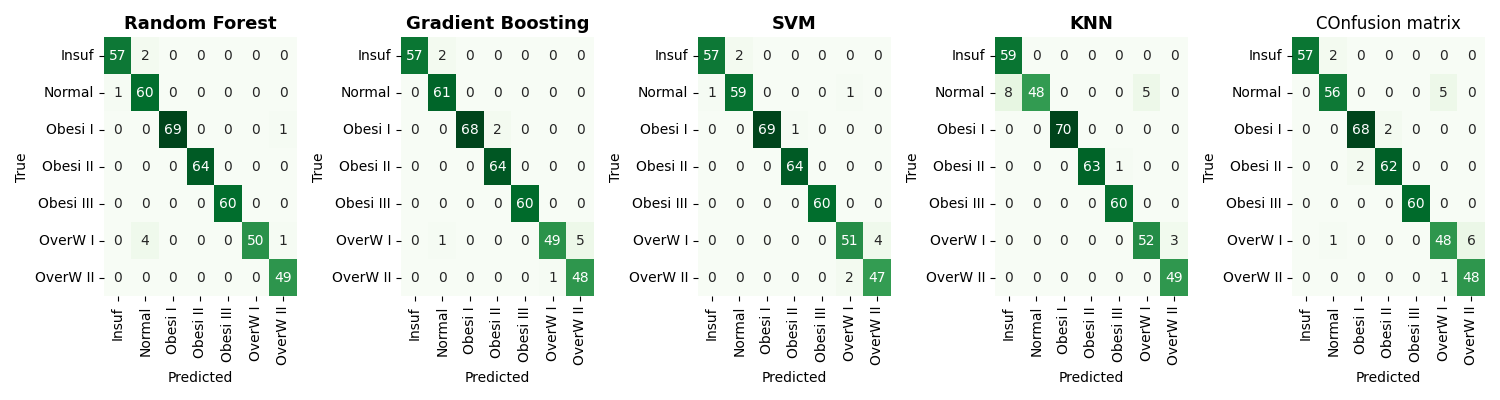 Random Forest
Insuf 57 2 0 0 0 0 0
Normal 1 60 0 0 0 0 0
Obesi I 0 0 69 0 0 0 1
Obesi II 0 0 0 64 0 0 0
Obesi III 0 0 0 0 60 0 0
OverW I 0 4 0 0 0 50 1
OverW II 0 0 0 0 0 0 49
True
Insuf Normal Obesi I Obesi II Obesi III OverW I OverW II
Predicted
Gradient Boosting
57 2 0 0 0 0 0
0 61 0 0 0 0 0
0 0 68 2 0 0 0
0 0 0 64 0 0 0
0 0 0 0 60 0 0
0 1 0 0 0 49 5
0 0 0 0 0 1 48
Insuf
Normal
Obesi I
Obesi II
Obesi III
OverW I
OverW II
True
Insuf Normal Obesi I Obesi II Obesi III OverW I OverW II
Predicted
SVM
Insuf 57 2 0 0 0 0 0
Normal 1 59 0 0 0 1 0
Obesi I 0 0 69 1 0 0 0
Obesi II 0 0 0 64 0 0 0
Obesi III 0 0 0 0 60 0 0
OverW I 0 0 0 0 0 51 4
OverW II 0 0 0 0 0 2 47
True
Insuf Normal Obesi I Obesi II Obesi III OverW I OverW II
Predicted
KNN
Insuf 59 0 0 0 0 0 0
Normal 8 48 0 0 0 5 0
Obesi I 0 0 70 0 0 0 0
Obesi II 0 0 0 63 1 0 0
Obesi III 0 0 0 0 60 0 0
OverW I 0 0 0 0 0 52 3
OverW II 0 0 0 0 0 0 49
True
Insuf Normal Obesi I Obesi II Obesi III OverW I OverW II
Predicted
COnfusion matrix
Insuf 57 2 0 0 0 0 0
Normal 0 56 0 0 0 5 0
Obesi I 0 0 68 2 0 0 0
Obesi II 0 0 2 62 0 0 0
Obesi III 0 0 0 0 60 0 0
OverW I 0 1 0 0 0 48 6
OverW II 0 0 0 0 0 1 48
True
Insuf Normal Obesi I Obesi II Obesi III OverW I OverW II
Predicted